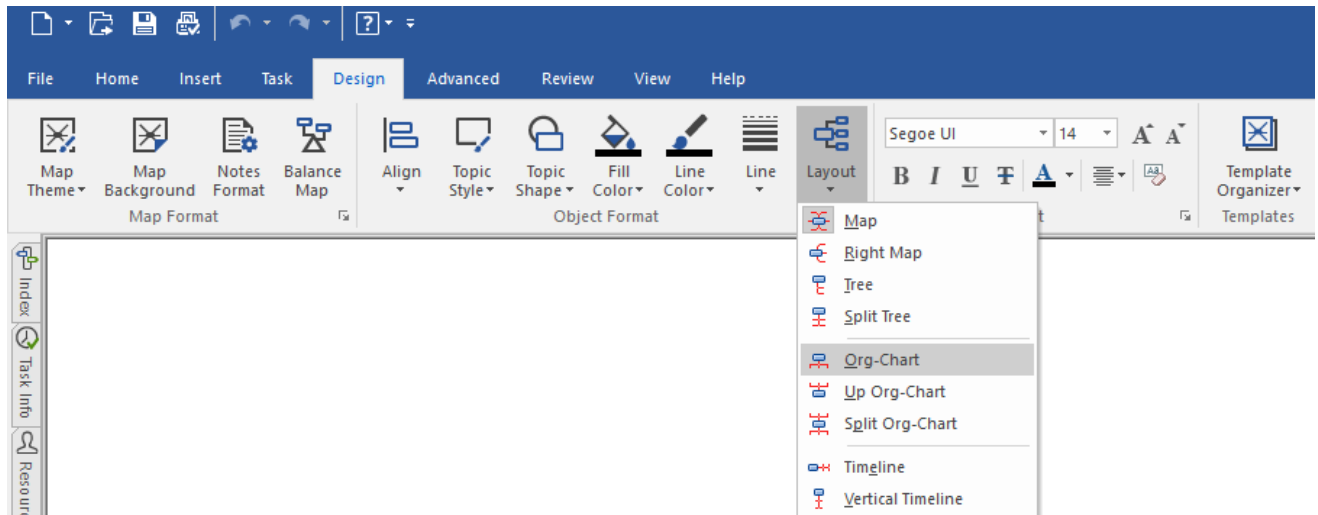 File Home Insert Task Design Advanced Review View Help
Segoe UI 14 A A
Map Theme Map Background Notes Format Balance Map Align Topic Style Topic Shape Fill Color Line Color Line Layout B I U T A AB Template Organizer
Map Format Object Format t Templates
Map
Right Map
Tree
Split Tree
Org-Chart
Up Org-Chart
Split Org-Chart
Timeline
Vertical Timeline
Index
Task Info